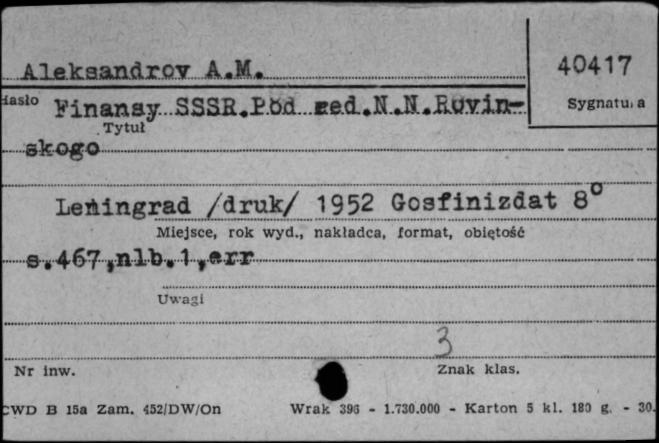 Aleksandrov A.M.
40417
Hasło
Finansy SSSR.Pod red.N.N.Rovin-
Sygnatura
Tytuł
skogo
Leningrad /druk/ 1952 Gosfinizdat 8°
Miejsce, rok wyd., nakładca, format, objętość
s.467,nlb.1,err
Uwagi
3
Nr inw.
Znak klas.
CWD B 15a Zam. 452/DW/On
Wrak 396 - 1.730.000 - Karton 5 kl. 180 g. - 30.